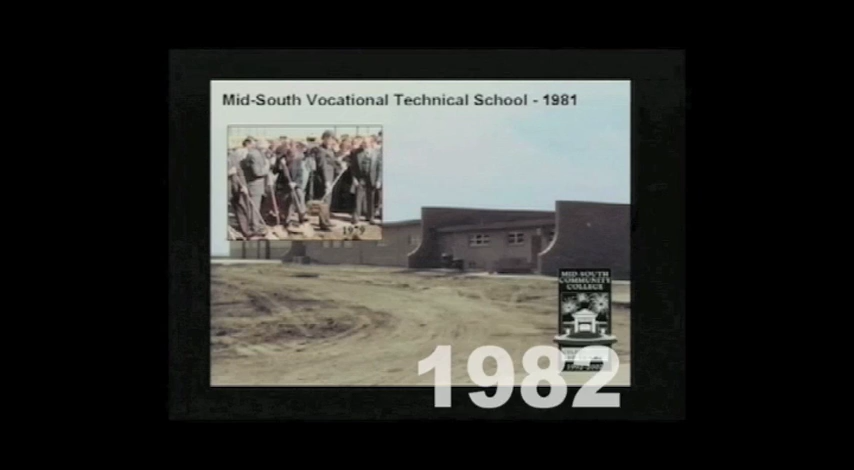 Mid-South Vocational Technical School - 1981
1979
MID-SOUTH
COMMUNITY
COLLEGE
1982